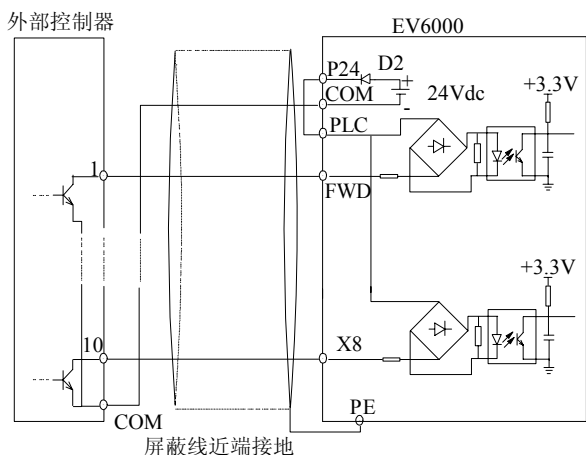 外部控制器
EV6000
P24
D2
+
COM
24Vdc
-
+3.3V
PLC
1
FWD
+3.3V
10
X8
COM
PE
屏蔽线近端接地